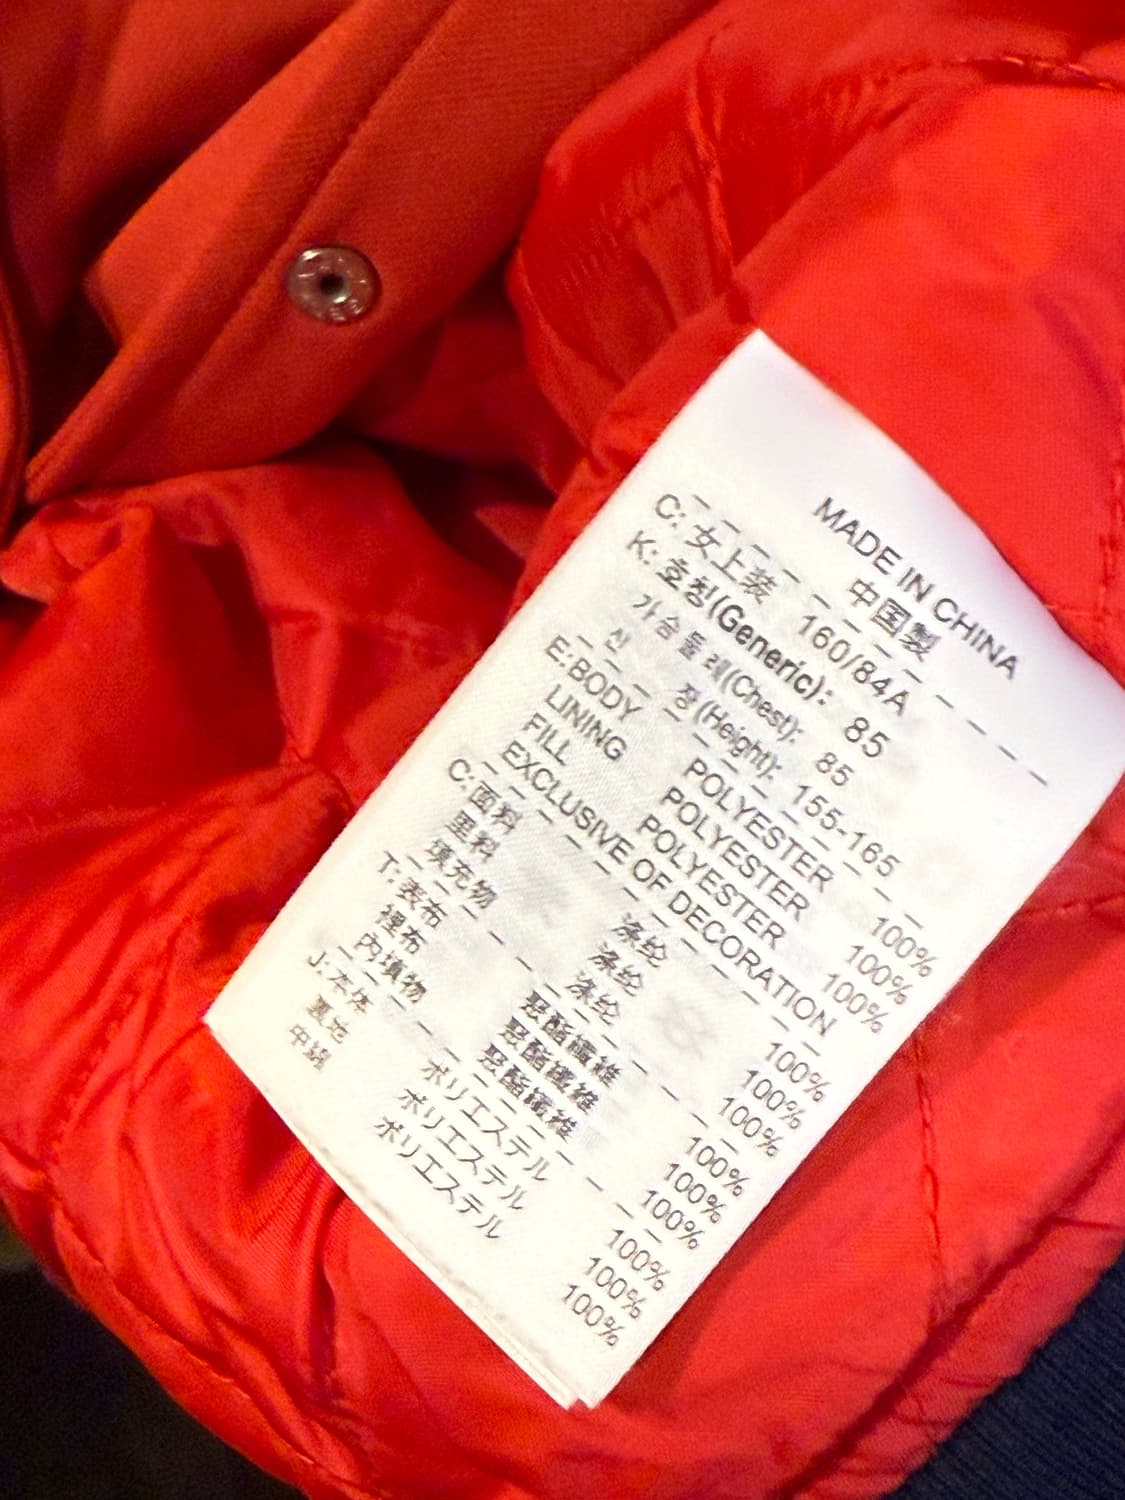 MADE IN CHINA
中国製
C: 女上装 160/84A
K: 호칭(Generic): 85
가슴둘레(Chest): 85
신 장(Height): 155-165
E:BODY POLYESTER 100%
LINING POLYESTER 100%
FILL POLYESTER 100%
EXCLUSIVE OF DECORATION
C:面料 涤纶 100%
里料 涤纶 100%
填充物 涤纶 100%
T: 表布 聚酯纖維 100%
裡布 聚酯纖維 100%
內填物 聚酯纖維 100%
J:本体 ポリエステル 100%
裏地 ポリエステル 100%
中綿 ポリエステル 100%